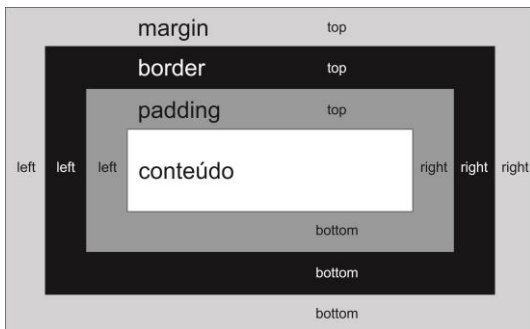 margin top
border top
padding top
left left left conteúdo right right right
bottom
bottom
bottom